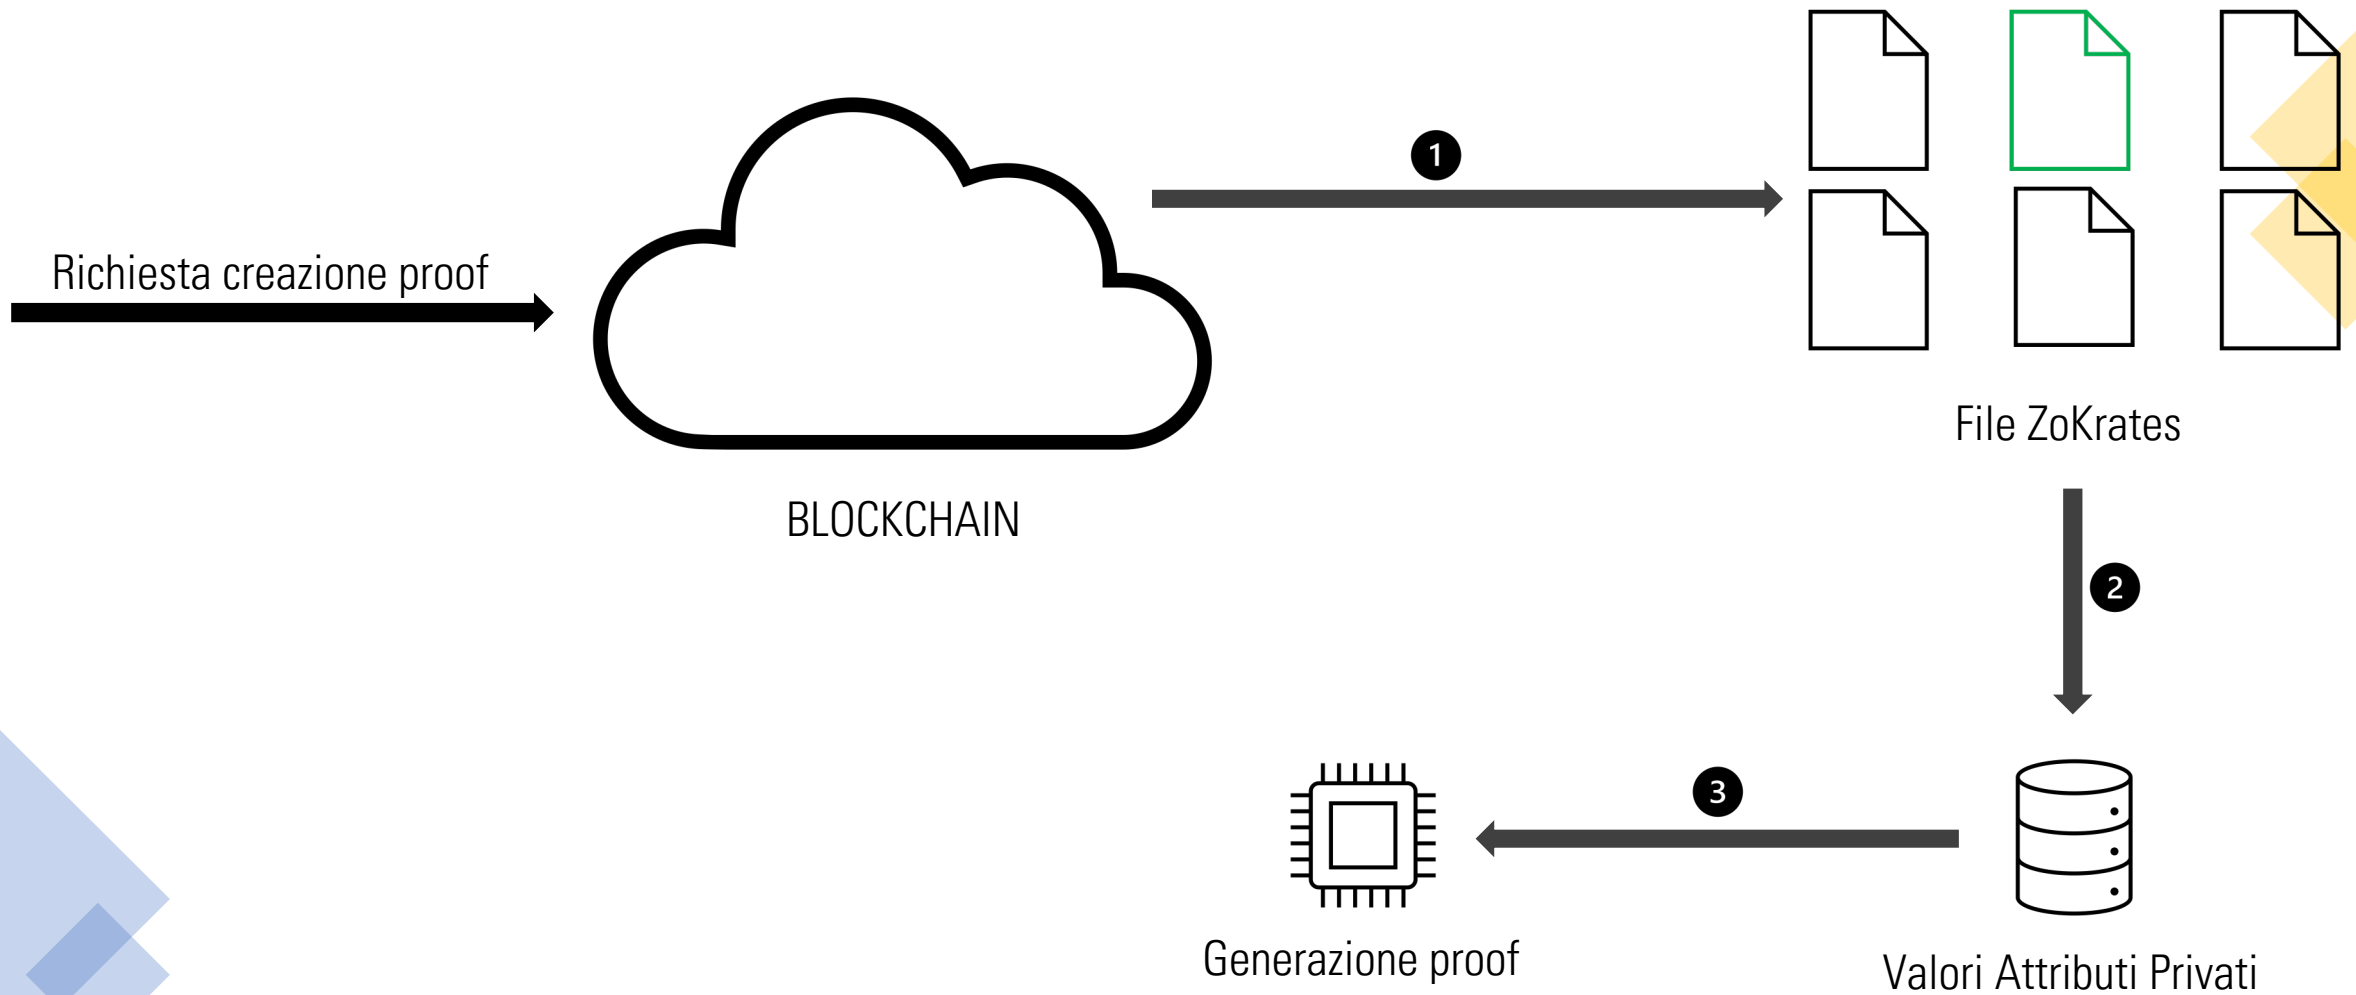 1
Richiesta creazione proof
File ZoKrates
BLOCKCHAIN
2
3
Generazione proof
Valori Attributi Privati